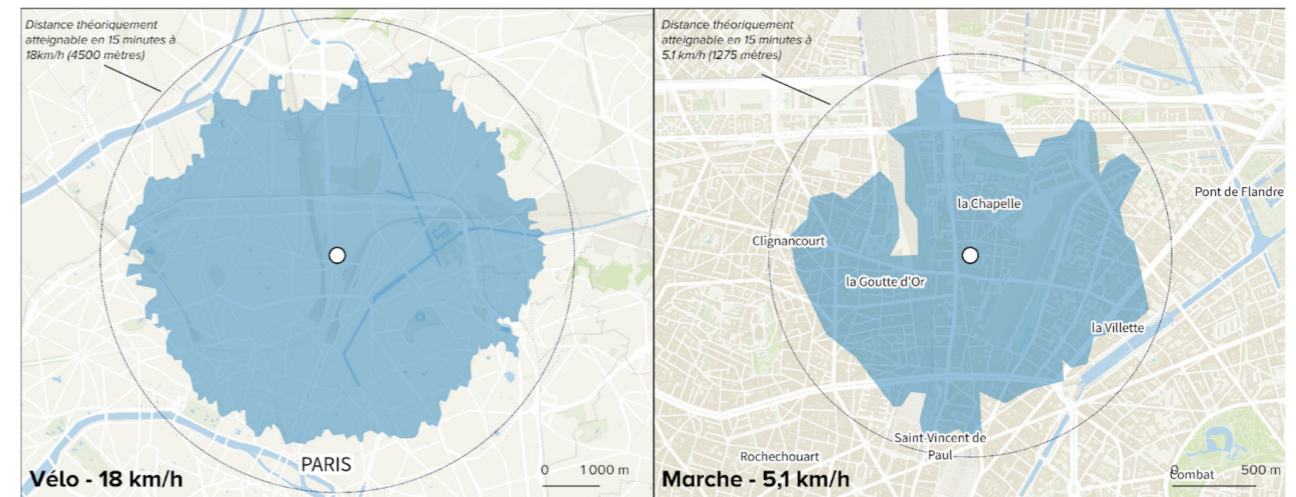 Distance théoriquement
atteignable en 15 minutes à
18km/h (4500 mètres)
PARIS
0 1000 m
Vélo - 18 km/h
Distance théoriquement
atteignable en 15 minutes à
5.1 km/h (1275 mètres)
Pont de Flandre
la Chapelle
Clignancourt
la Goutte d'Or
la Villette
Saint-Vincent de
Paul
Rochechouart
0 500 m
Combat
Marche - 5,1 km/h